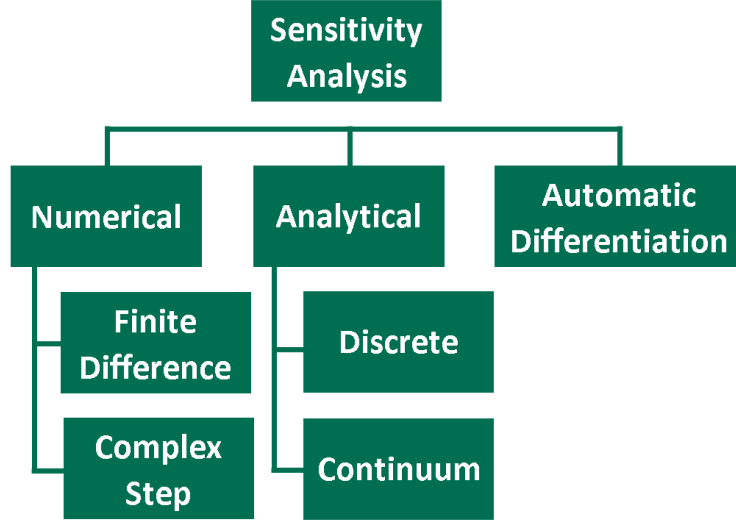 Sensitivity
Analysis
Numerical
Analytical
Automatic
Differentiation
Finite
Difference
Discrete
Complex
Step
Continuum